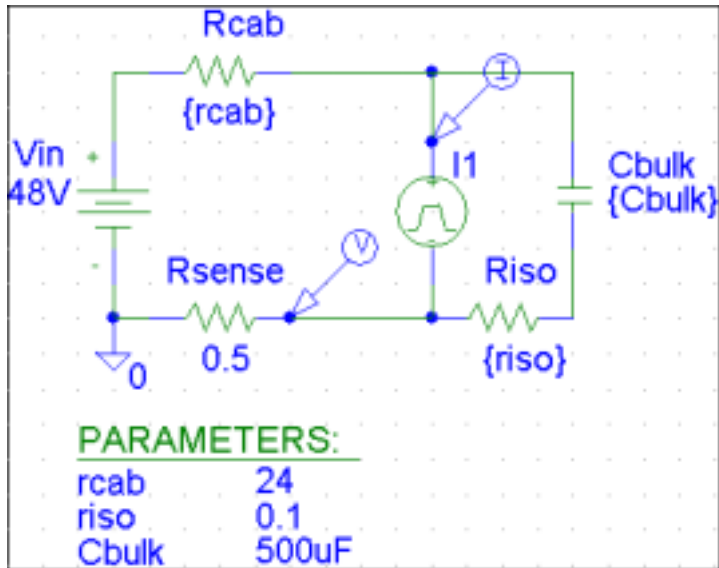 Rcab
{rcab}
I
Vin
+
48V
I1
Cbulk
{Cbulk}
V
-
Rsense
Riso
0.5
{riso}
0
PARAMETERS:
rcab 24
riso 0.1
Cbulk 500uF